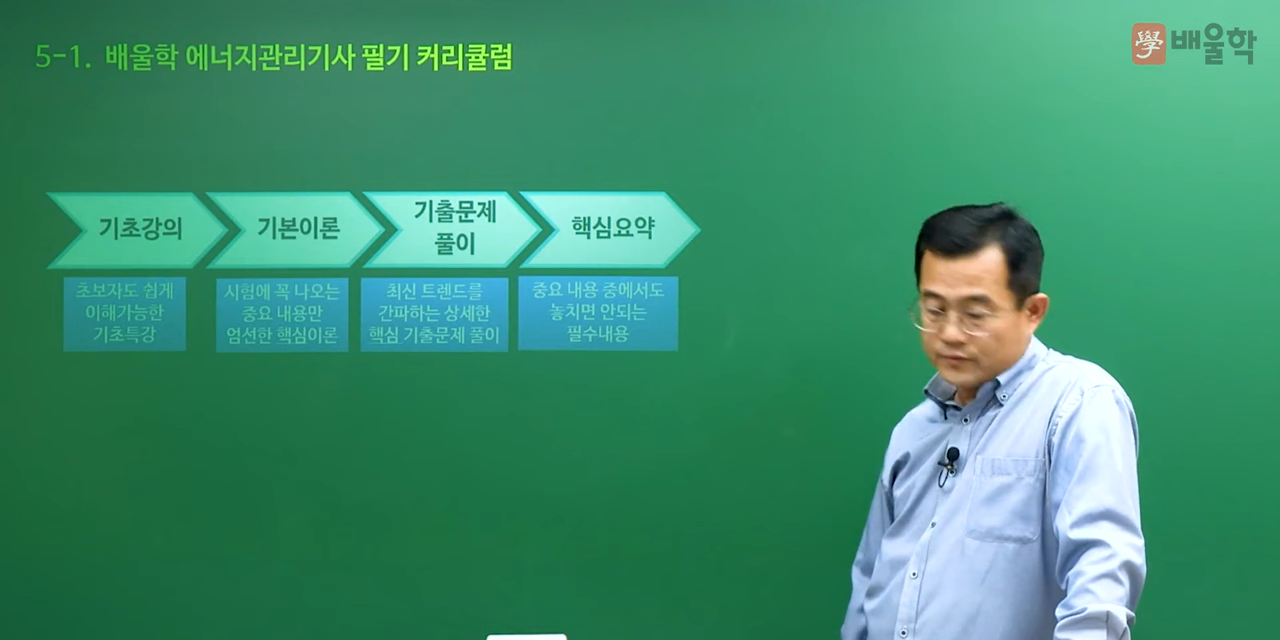 5-1. 배울학 에너지관리기사 필기 커리큘럼
學배울학
기초강의
기본이론
기출문제
풀이
핵심요약
초보자도 쉽게
이해가능한
기초특강
시험에 꼭 나오는
중요 내용만
엄선한 핵심이론
최신 트렌드를
간파하는 상세한
핵심 기출문제 풀이
중요 내용 중에서도
놓치면 안되는
필수내용